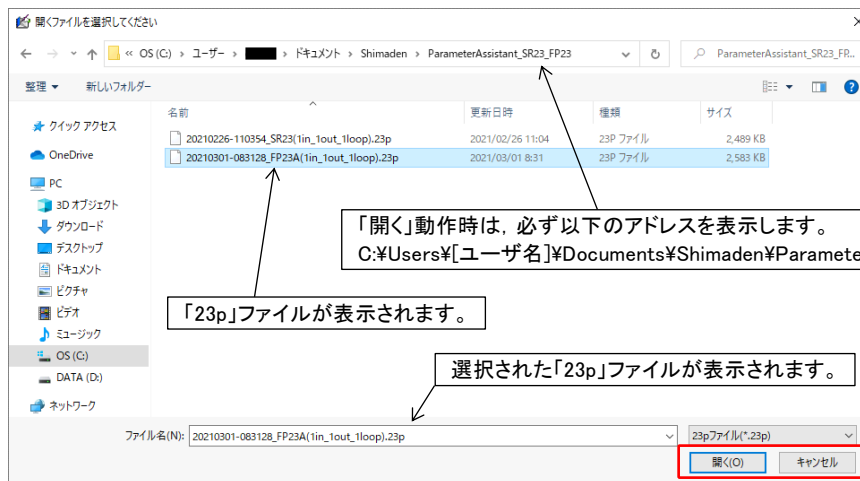 開くファイルを選択してください
« OS (C:) › ユーザー › › ドキュメント › Shimaden › ParameterAssistant_SR23_FP23
ParameterAssistant_SR23_FR...
整理 新しいフォルダー
名前 更新日時 種類 サイズ
クイック アクセス
20210226-110354_SR23(1in_1out_1loop).23p 2021/02/26 11:04 23P ファイル 2,489 KB
20210301-083128_FP23A(1in_1out_1loop).23p 2021/03/01 8:31 23P ファイル 2,583 KB
OneDrive
PC
3D オブジェクト
ダウンロード
デスクトップ
ドキュメント
ピクチャ
ビデオ
ミュージック
OS (C:)
DATA (D:)
ネットワーク
「開く」動作時は, 必ず以下のアドレスを表示します。
C:¥Users¥[ユーザ名]¥Documents¥Shimaden¥Parame​te
「23p」ファイルが表示されます。
選択された「23p」ファイルが表示されます。
ファイル名(N): 20210301-083128_FP23A(1in_1out_1loop).23p 23pファイル(*.23p)
開く(O) キャンセル